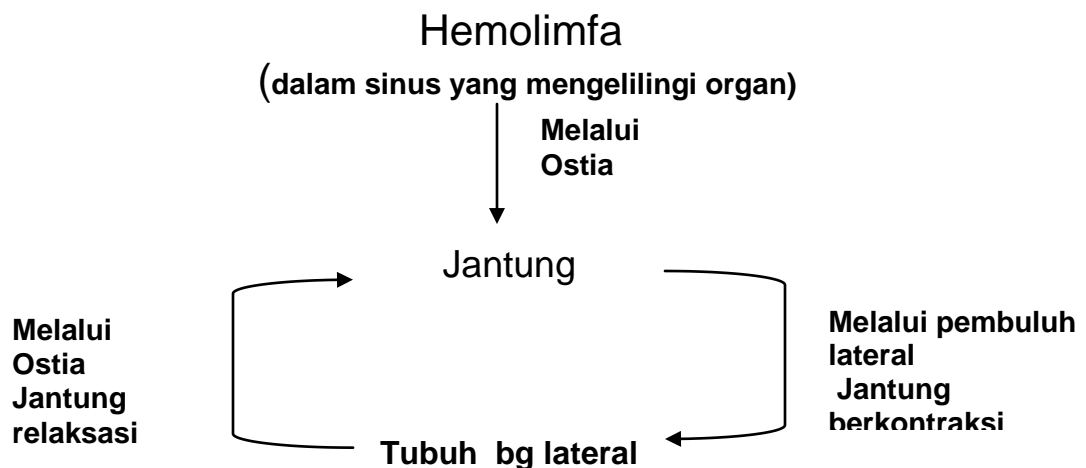 Hemolimfa
(dalam sinus yang mengelilingi organ)
Melalui
Ostia
Jantung
Melalui
Ostia
Jantung
relaksasi
Melalui pembuluh
lateral
Jantung
berkontraksi
Tubuh bg lateral